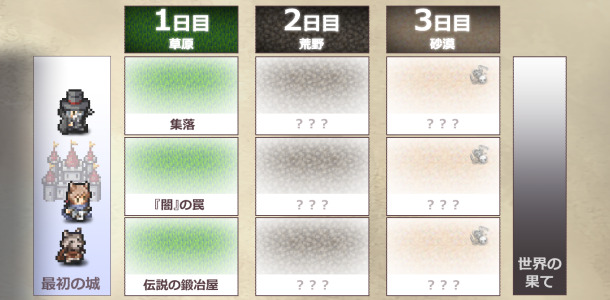 1日目
草原
2日目
荒野
3日目
砂漠
集落
？？？
？？？
『闇』の罠
？？？
？？？
伝説の鍛冶屋
？？？
？？？
最初の城
世界の
果て